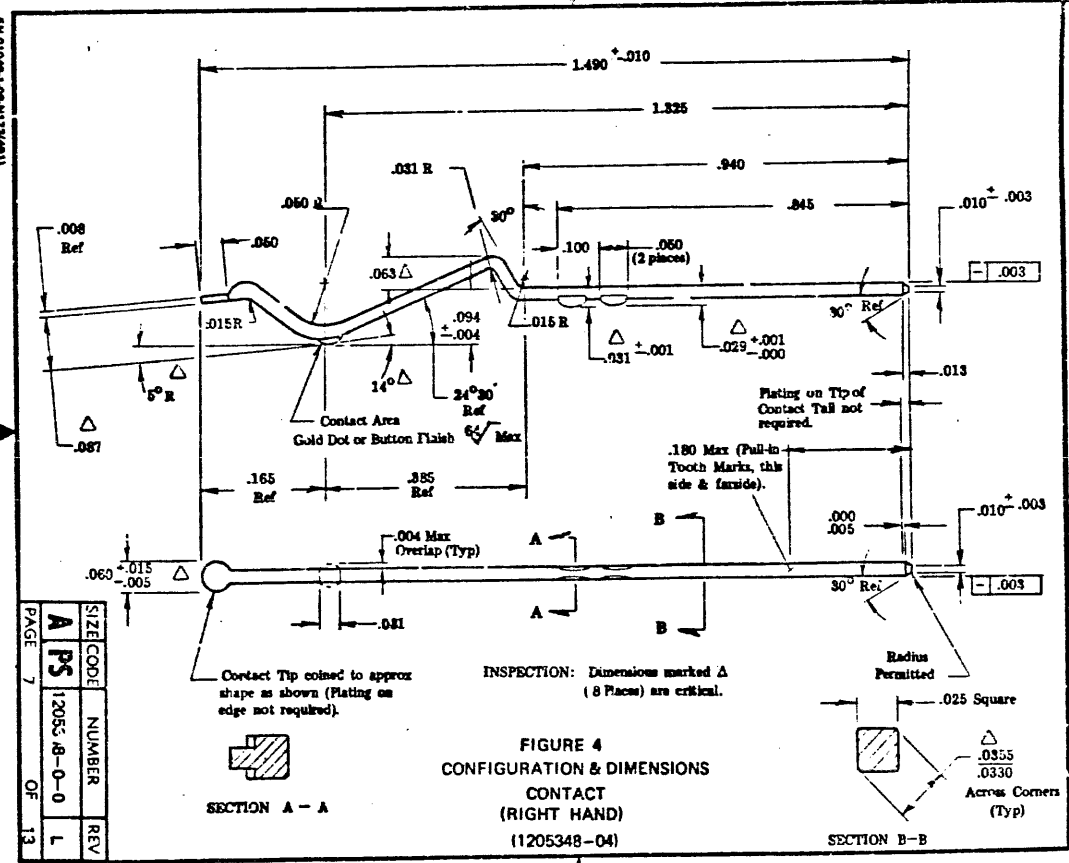 1.490 +.010
1.325
.940
.031 R
.845
.050 R
30°
.010 + .003
.008
Ref
.050
.100
.050
(2 places)
.063 △
- .003
.015R
.094
+.004
.015 R
30° Ref
△
.031 +.001
△
.029 +.001
-.000
5° R
△
14° △
24°30'
Ref
.013
△
.087
Contact Area
Gold Dot or Button Finish
64 Max
Plating on Tip of
Contact Tail not
required.
.165
Ref
.385
Ref
.180 Max (Pull-in
Tooth Marks, this
side & farside).
.004 Max
Overlap (Typ)
A
B
.000
.005
.010 + .003
.060 +.015
-.005 △
30° Ref
- .003
.031
A
B
Contact Tip coined to approx
shape as shown (Plating on
edge not required).
INSPECTION: Dimensions marked △
(8 Places) are critical.
Radius
Permitted
.025 Square
△
.0355
.0330
Across Corners
(Typ)
SECTION A - A
FIGURE 4
CONFIGURATION & DIMENSIONS
CONTACT
(RIGHT HAND)
(1205348-04)
SECTION B-B
SIZE CODE NUMBER REV
A PS 8-0-0 L
PAGE 7 OF 13